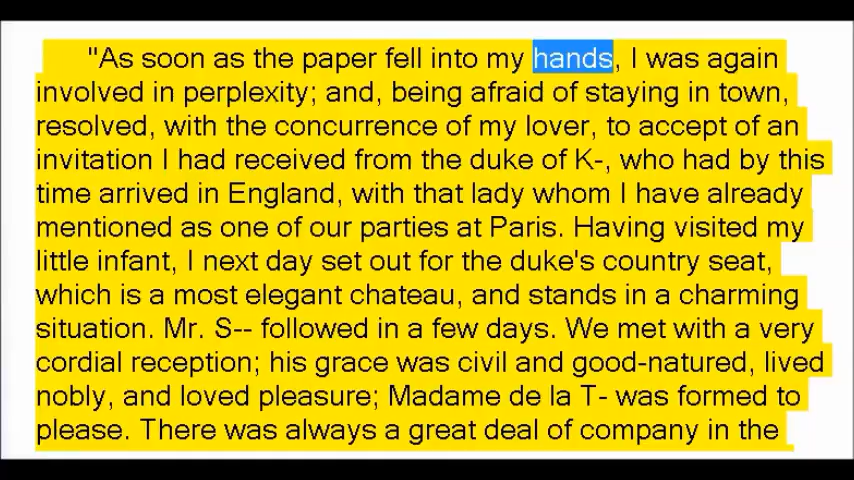 "As soon as the paper fell into my hands, I was again
involved in perplexity; and, being afraid of staying in town,
resolved, with the concurrence of my lover, to accept of an
invitation I had received from the duke of K-, who had by this
time arrived in England, with that lady whom I have already
mentioned as one of our parties at Paris. Having visited my
little infant, I next day set out for the duke's country seat,
which is a most elegant chateau, and stands in a charming
situation. Mr. S-- followed in a few days. We met with a very
cordial reception; his grace was civil and good-natured, lived
nobly, and loved pleasure; Madame de la T- was formed to
please. There was always a great deal of company in the